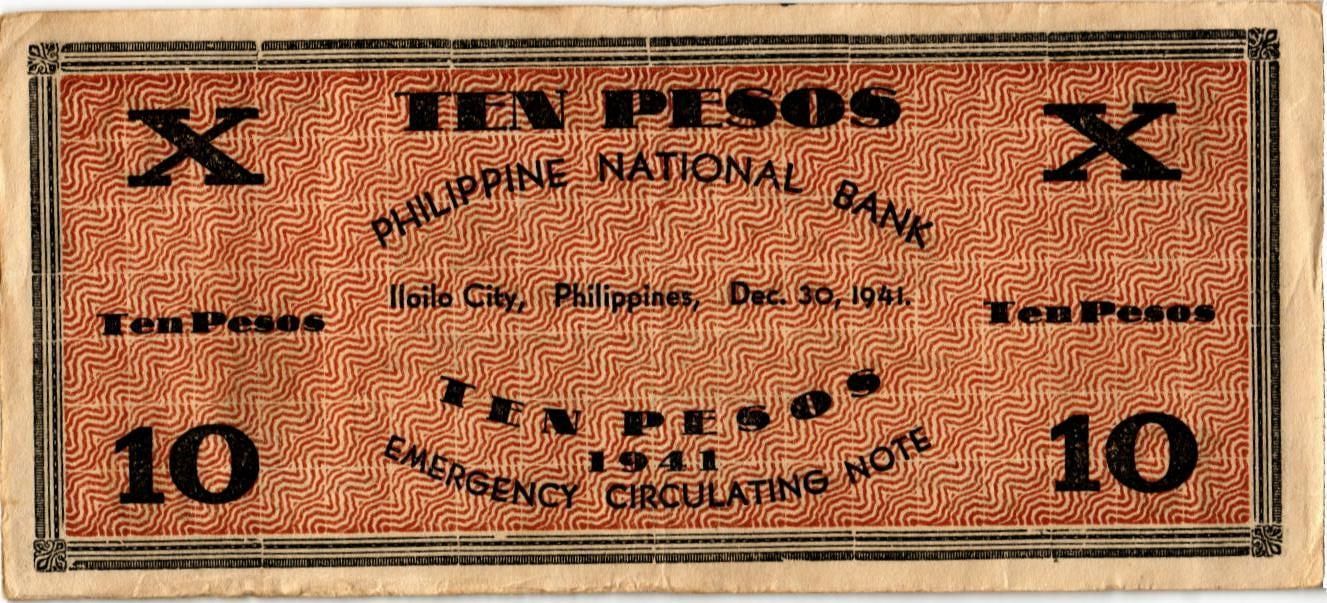 X TEN PESOS X
PHILIPPINE NATIONAL BANK
Iloilo City, Philippines, Dec. 30, 1941.
Ten Pesos Ten Pesos
TEN PESOS
1941
EMERGENCY CIRCULATING NOTE
10 10